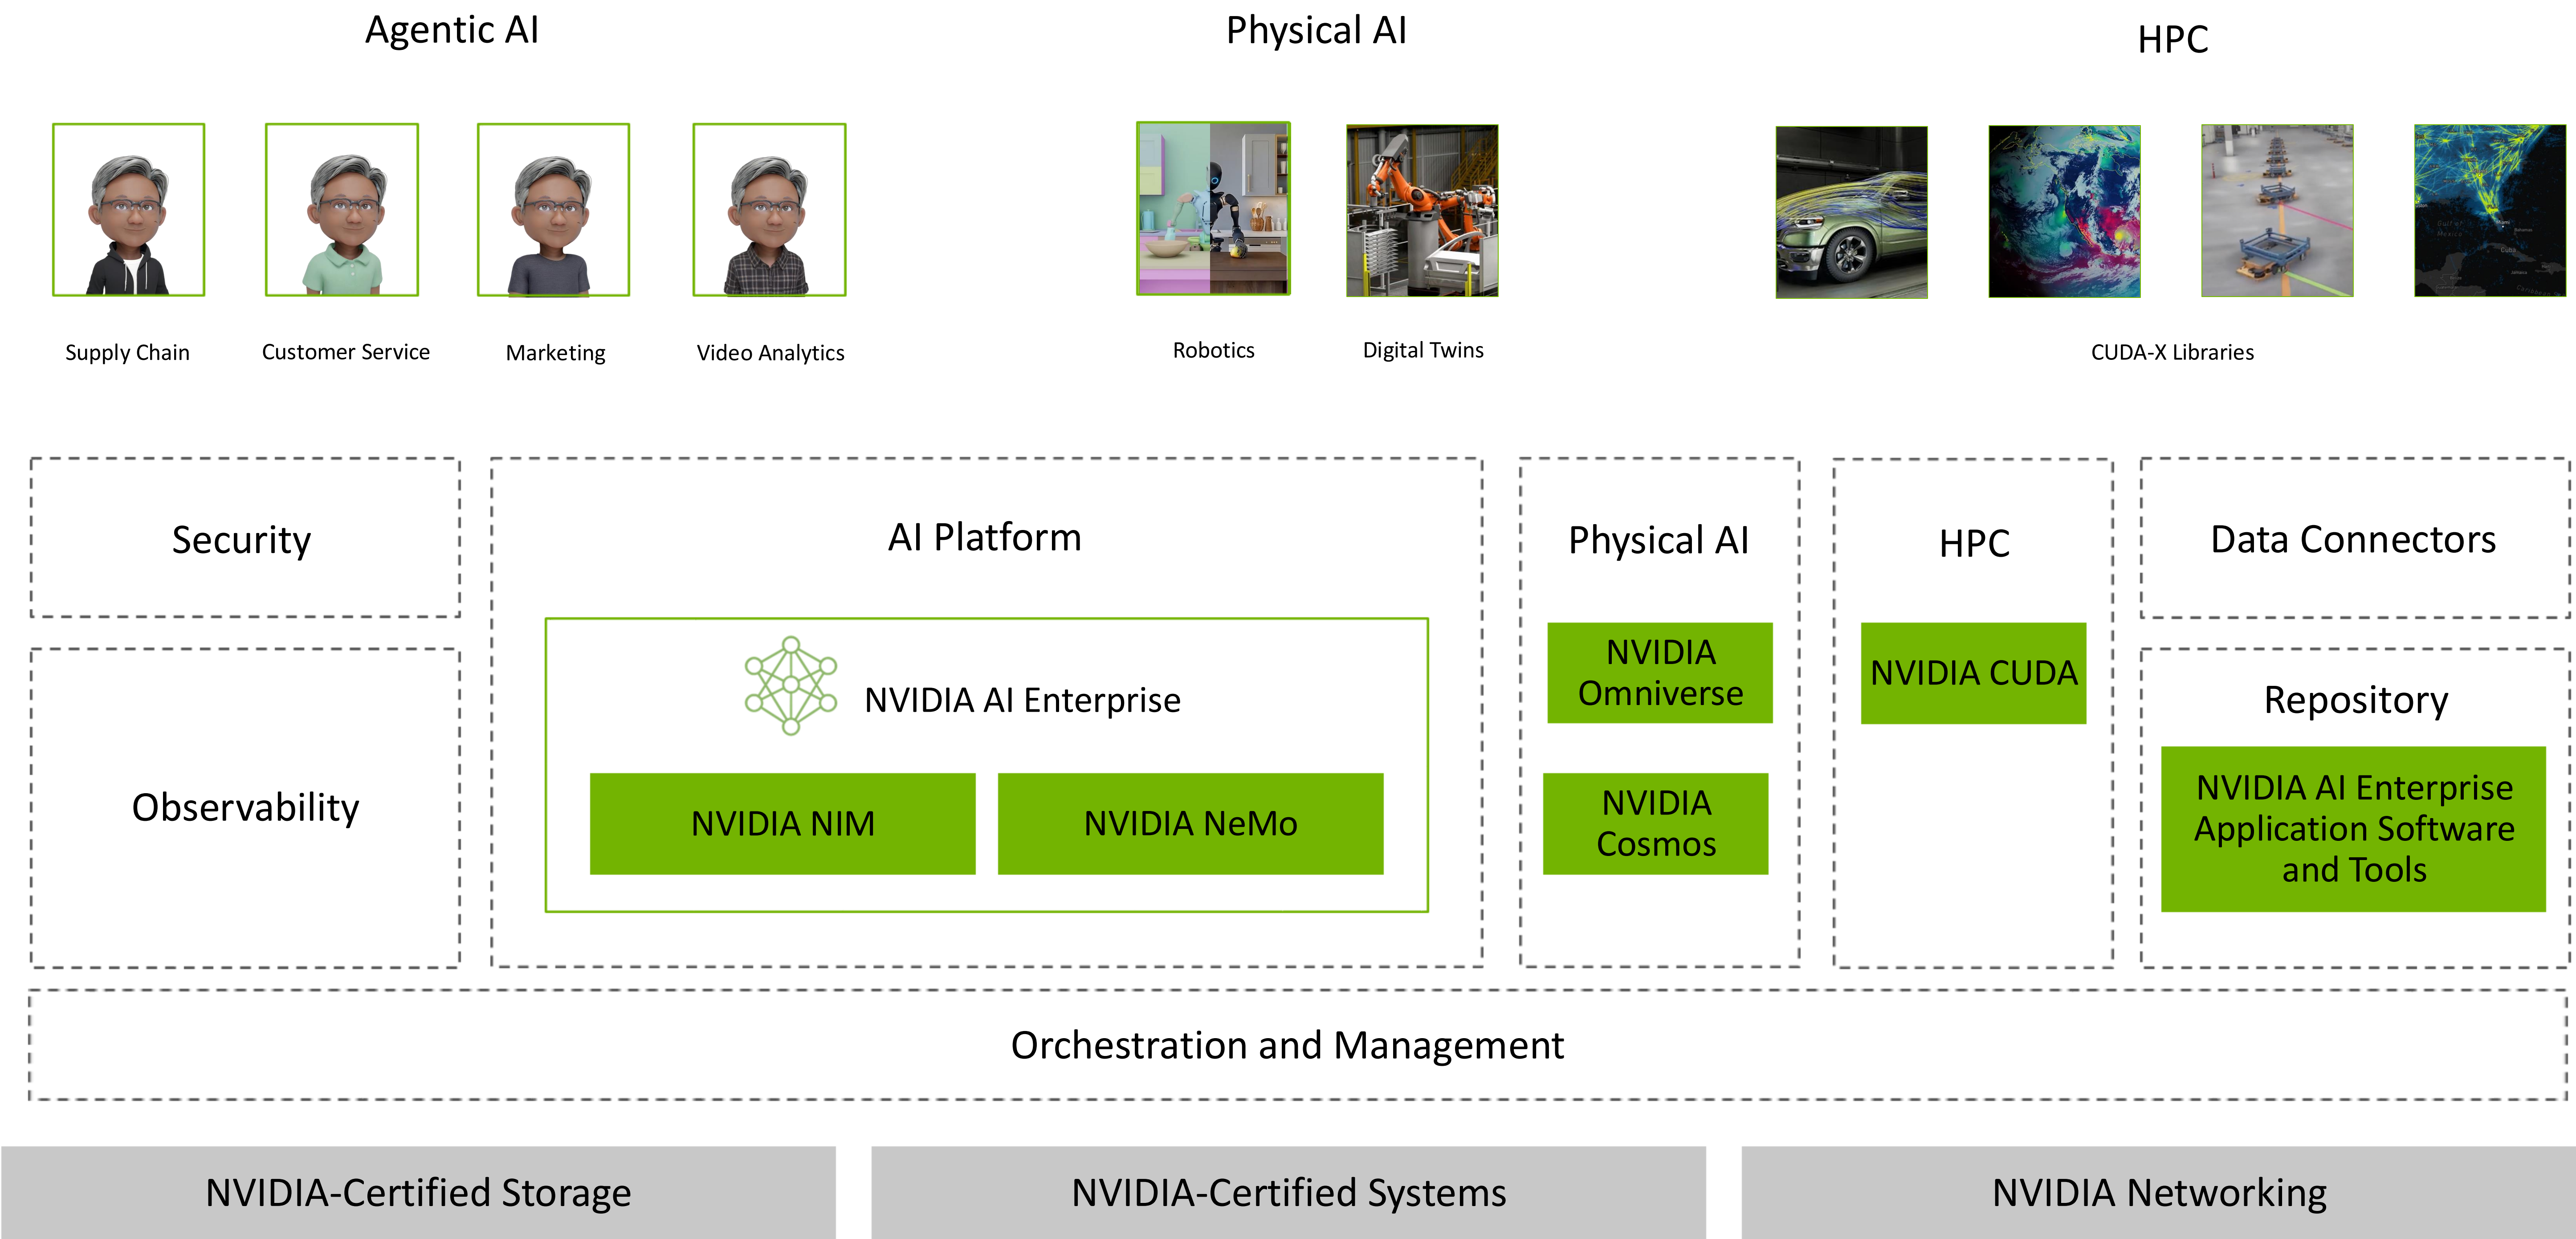 Agentic AI
Physical AI
HPC
Supply Chain
Customer Service
Marketing
Video Analytics
Robotics
Digital Twins
CUDA-X Libraries
Security
Observability
AI Platform
NVIDIA AI Enterprise
NVIDIA NIM
NVIDIA NeMo
Physical AI
NVIDIA
Omniverse
NVIDIA
Cosmos
HPC
NVIDIA CUDA
Data Connectors
Repository
NVIDIA AI Enterprise
Application Software
and Tools
Orchestration and Management
NVIDIA-Certified Storage
NVIDIA-Certified Systems
NVIDIA Networking